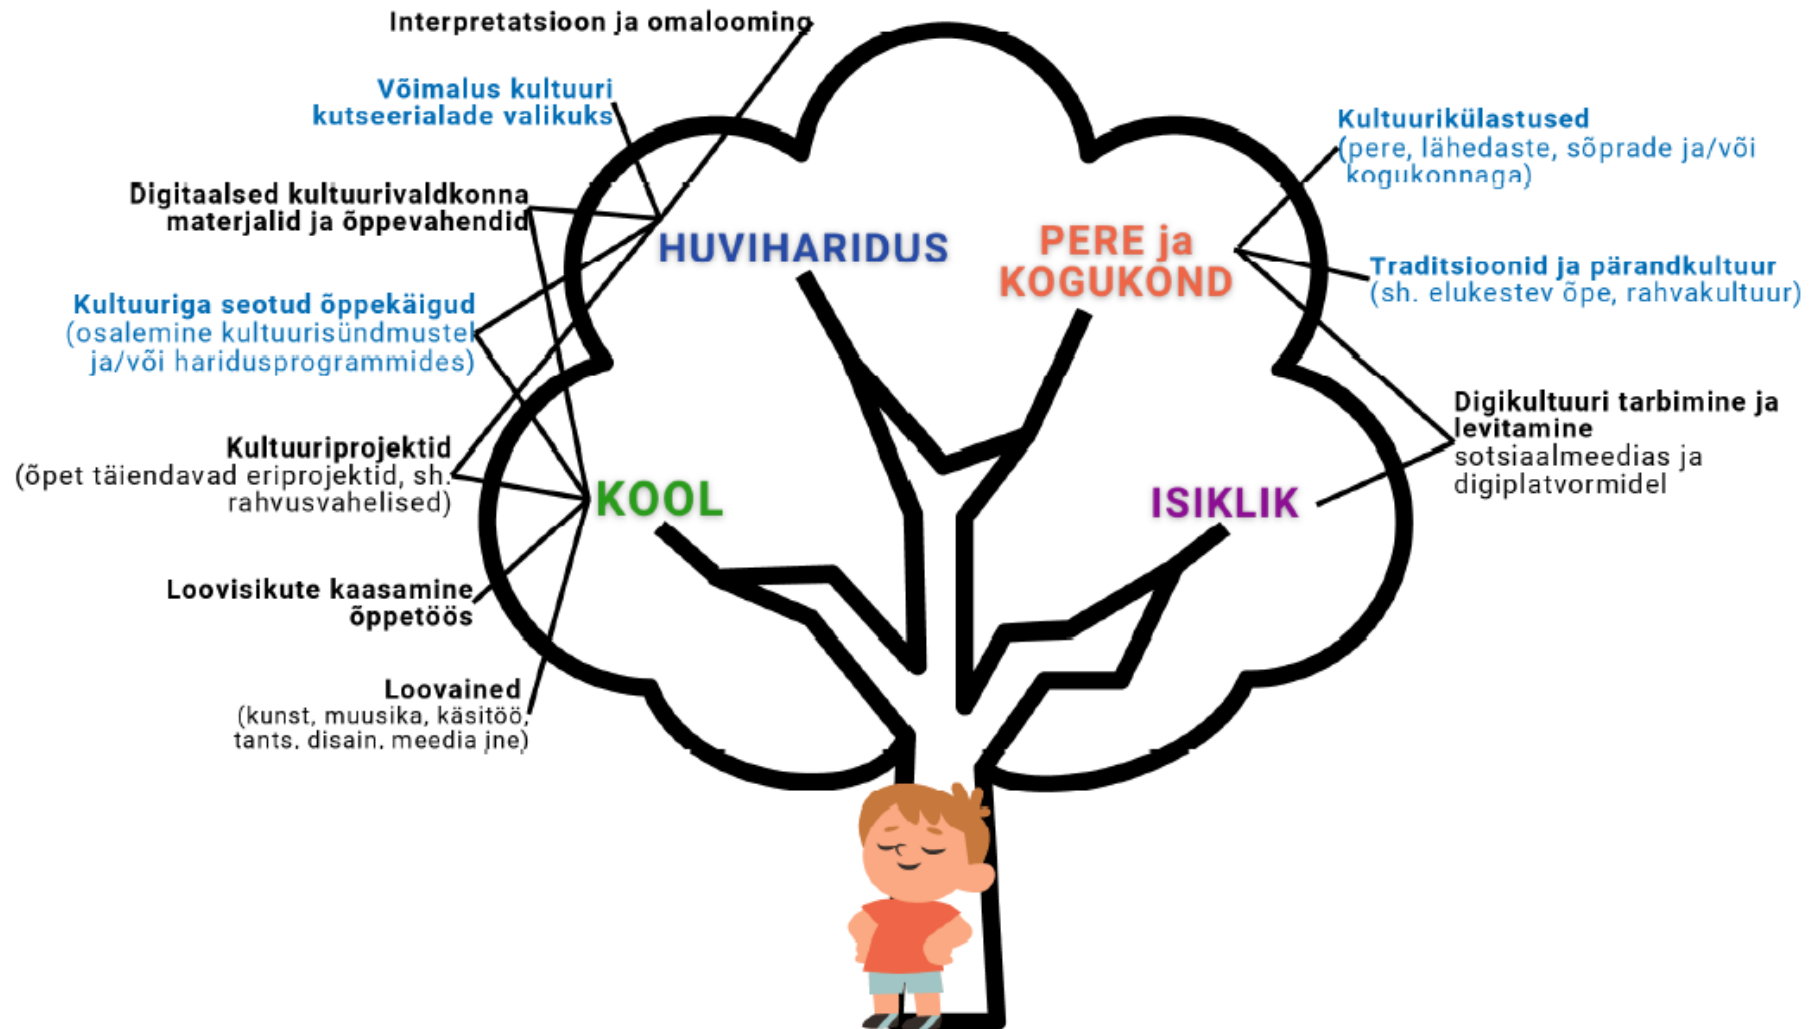 Interpretatsioon ja omalooming
Võimalus kultuuri
kutseerialade valikuks
Digitaalsed kultuurivaldkonna
materjalid ja õppevahendid
Kultuuriga seotud õppekäigud
(osalemine kultuurisündmustel
ja/või haridusprogrammides)
Kultuuriprojektid
(õpet täiendavad eriprojektid, sh.
rahvusvahelised)
Loovisikute kaasamine
õppetöös
Loovained
(kunst, muusika, käsitöö,
tants, disain, meedia jne)
HUVIHARIDUS
KOOL
PERE ja
KOGUKOND
ISIKLIK
Kultuurikülastused
(pere, lähedaste, sõprade ja/või
kogukonnaga)
Traditsioonid ja pärandkultuur
(sh. elukestev õpe, rahvakultuur)
Digikultuuri tarbimine ja
levitamine
sotsiaalmeedias ja
digiplatvormidel